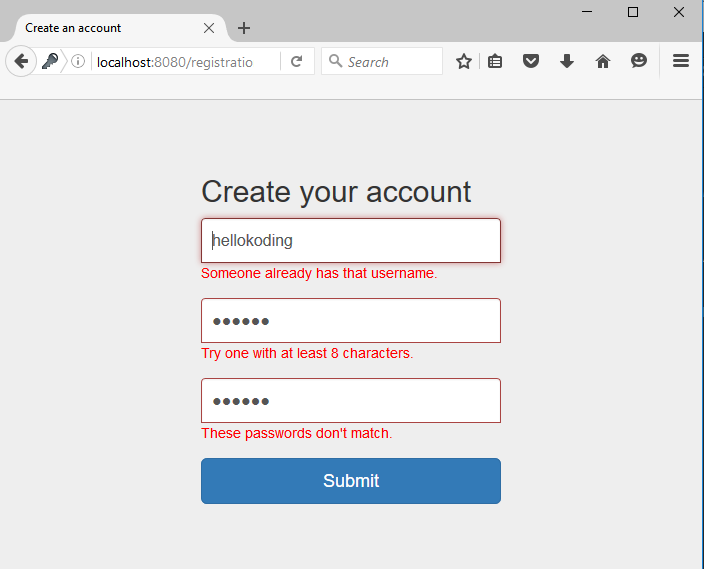 Create an account
localhost:8080/registratio
Search
Create your account
hellokoding
Someone already has that username.
●●●●●●
Try one with at least 8 characters.
●●●●●●
These passwords don't match.
Submit